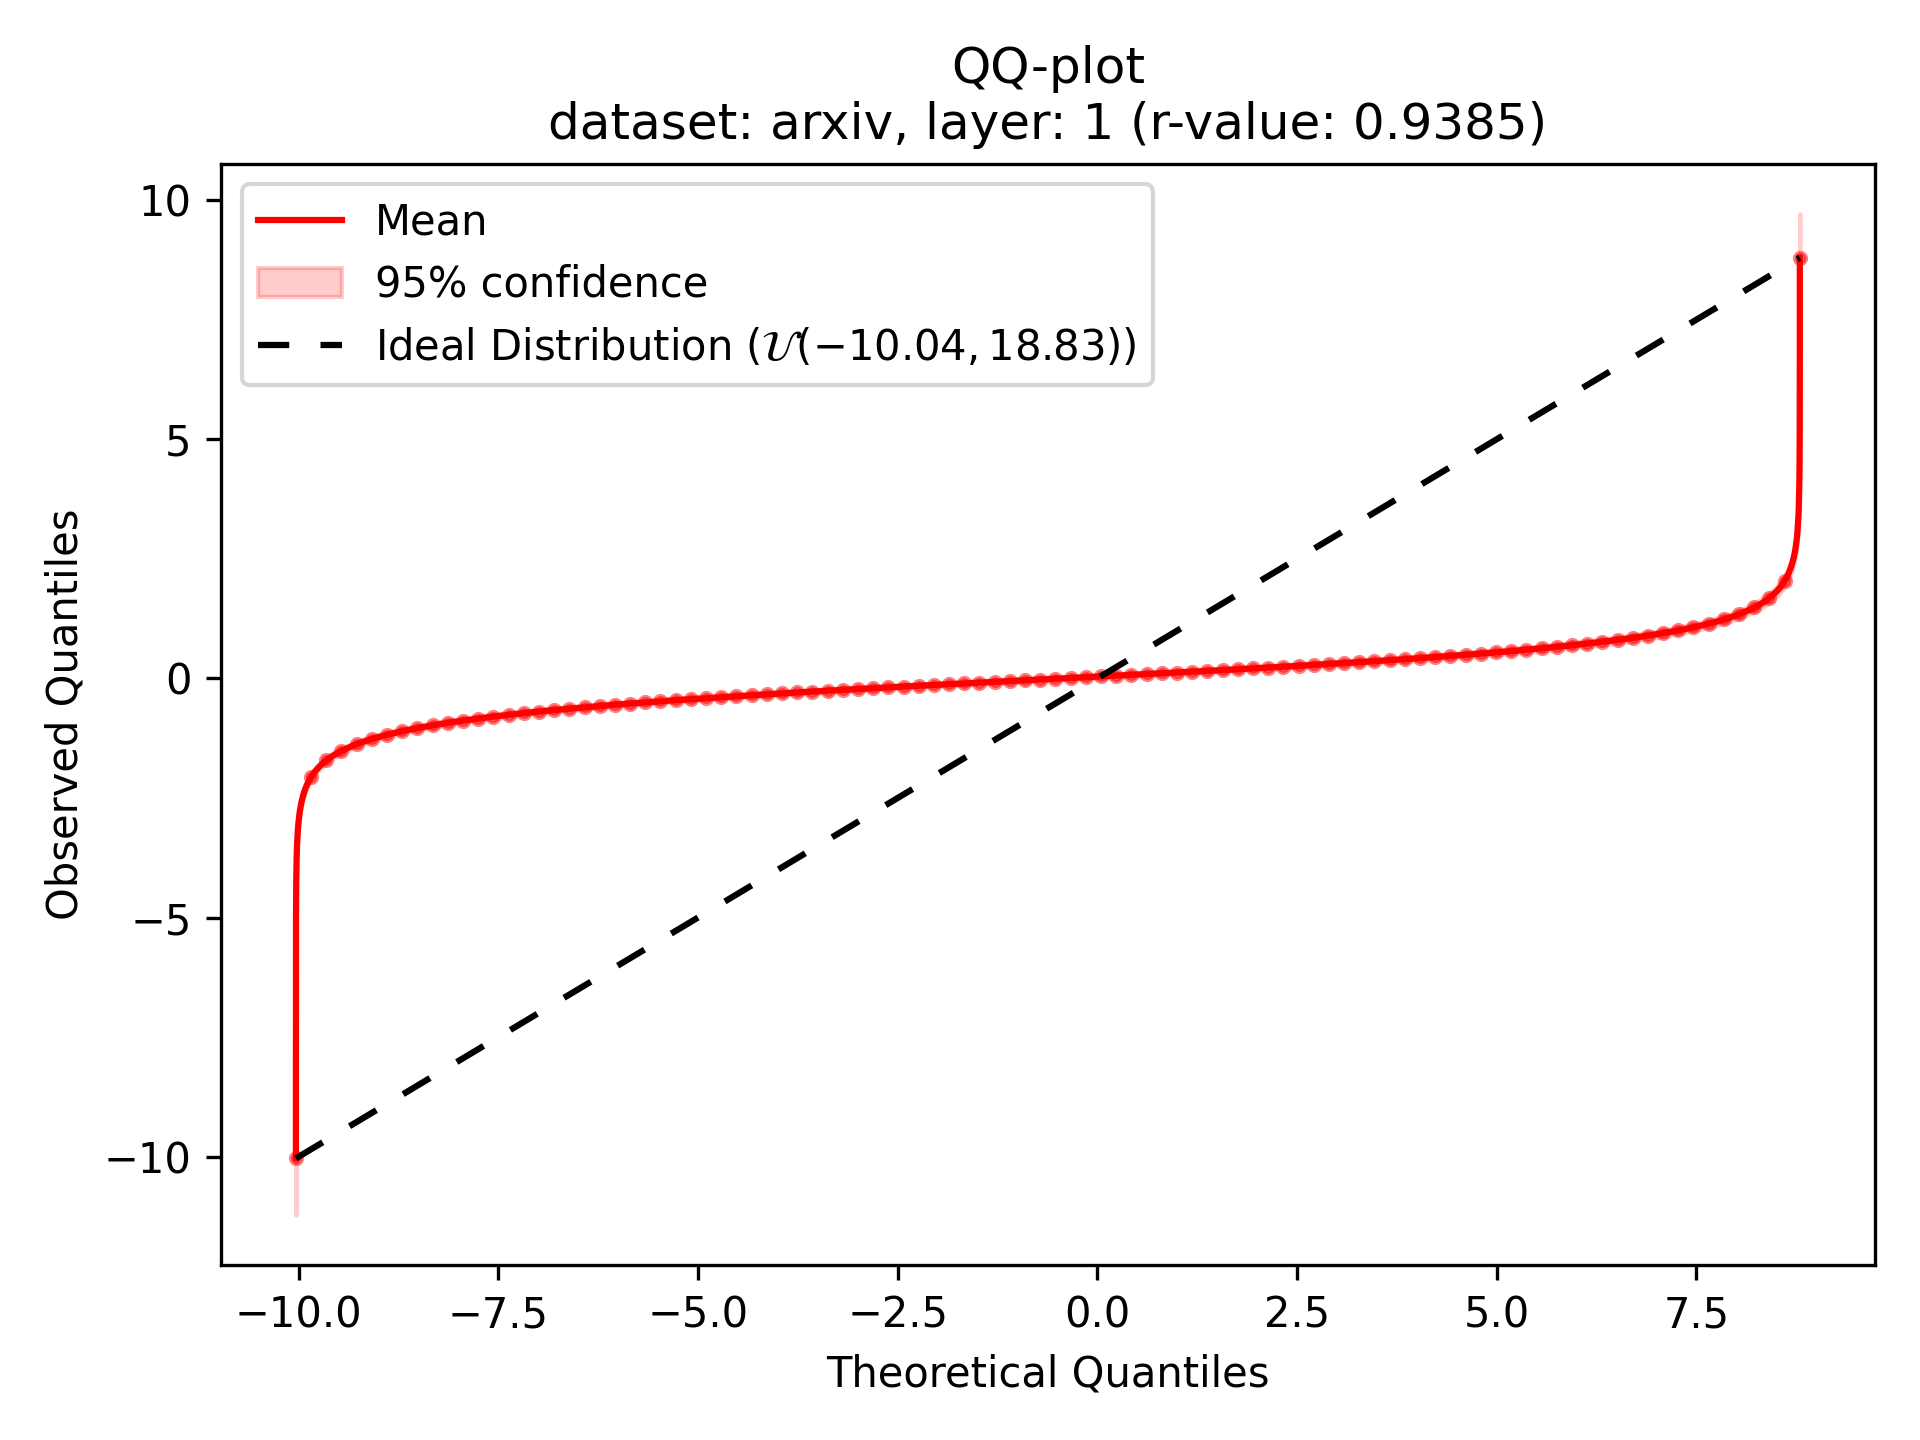 QQ-plot
dataset: arxiv, layer: 1 (r-value: 0.9385)
Mean
95% confidence
Ideal Distribution (𝒰(−10.04, 18.83))
10
5
0
−5
−10
Observed Quantiles
−10.0
−7.5
−5.0
−2.5
0.0
2.5
5.0
7.5
Theoretical Quantiles